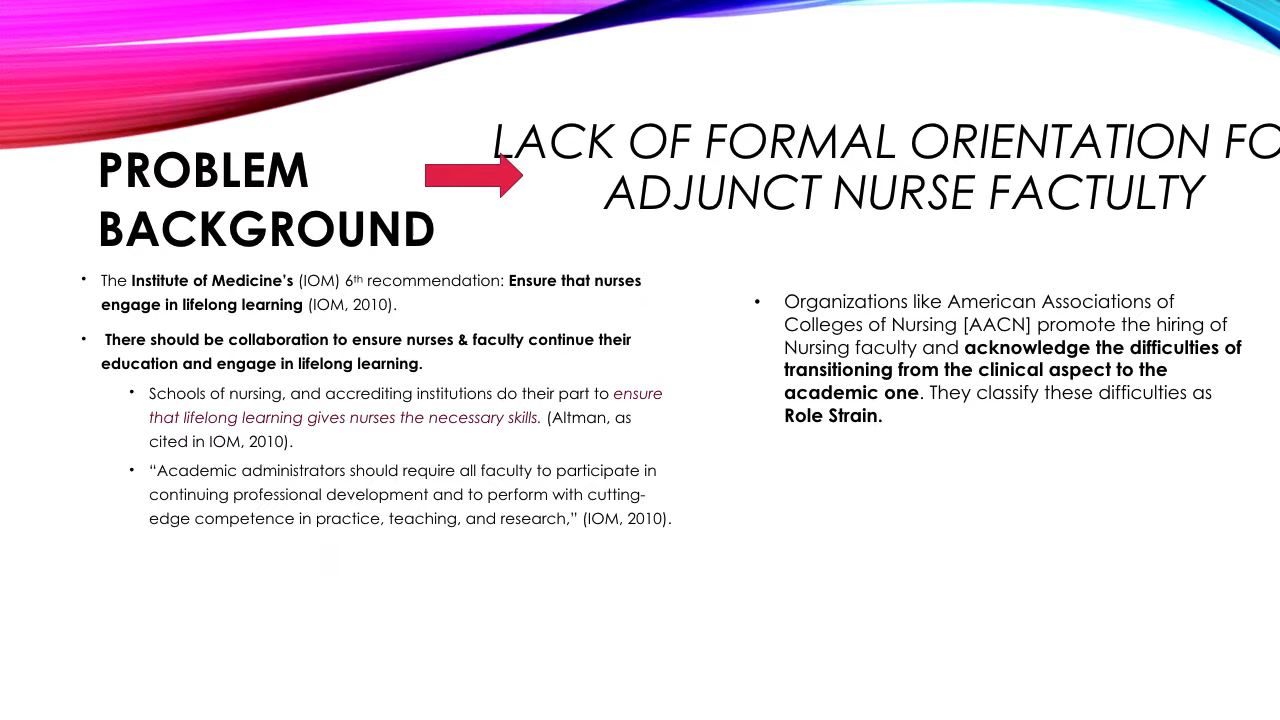 PROBLEM
BACKGROUND
LACK OF FORMAL ORIENTATION FO
ADJUNCT NURSE FACTULTY
• The Institute of Medicine’s (IOM) 6th recommendation: Ensure that nurses
engage in lifelong learning (IOM, 2010).
• There should be collaboration to ensure nurses & faculty continue their
education and engage in lifelong learning.
• Schools of nursing, and accrediting institutions do their part to ensure
that lifelong learning gives nurses the necessary skills. (Altman, as
cited in IOM, 2010).
• “Academic administrators should require all faculty to participate in
continuing professional development and to perform with cutting-
edge competence in practice, teaching, and research,” (IOM, 2010).
• Organizations like American Associations of
Colleges of Nursing [AACN] promote the hiring of
Nursing faculty and acknowledge the difficulties of
transitioning from the clinical aspect to the
academic one. They classify these difficulties as
Role Strain.